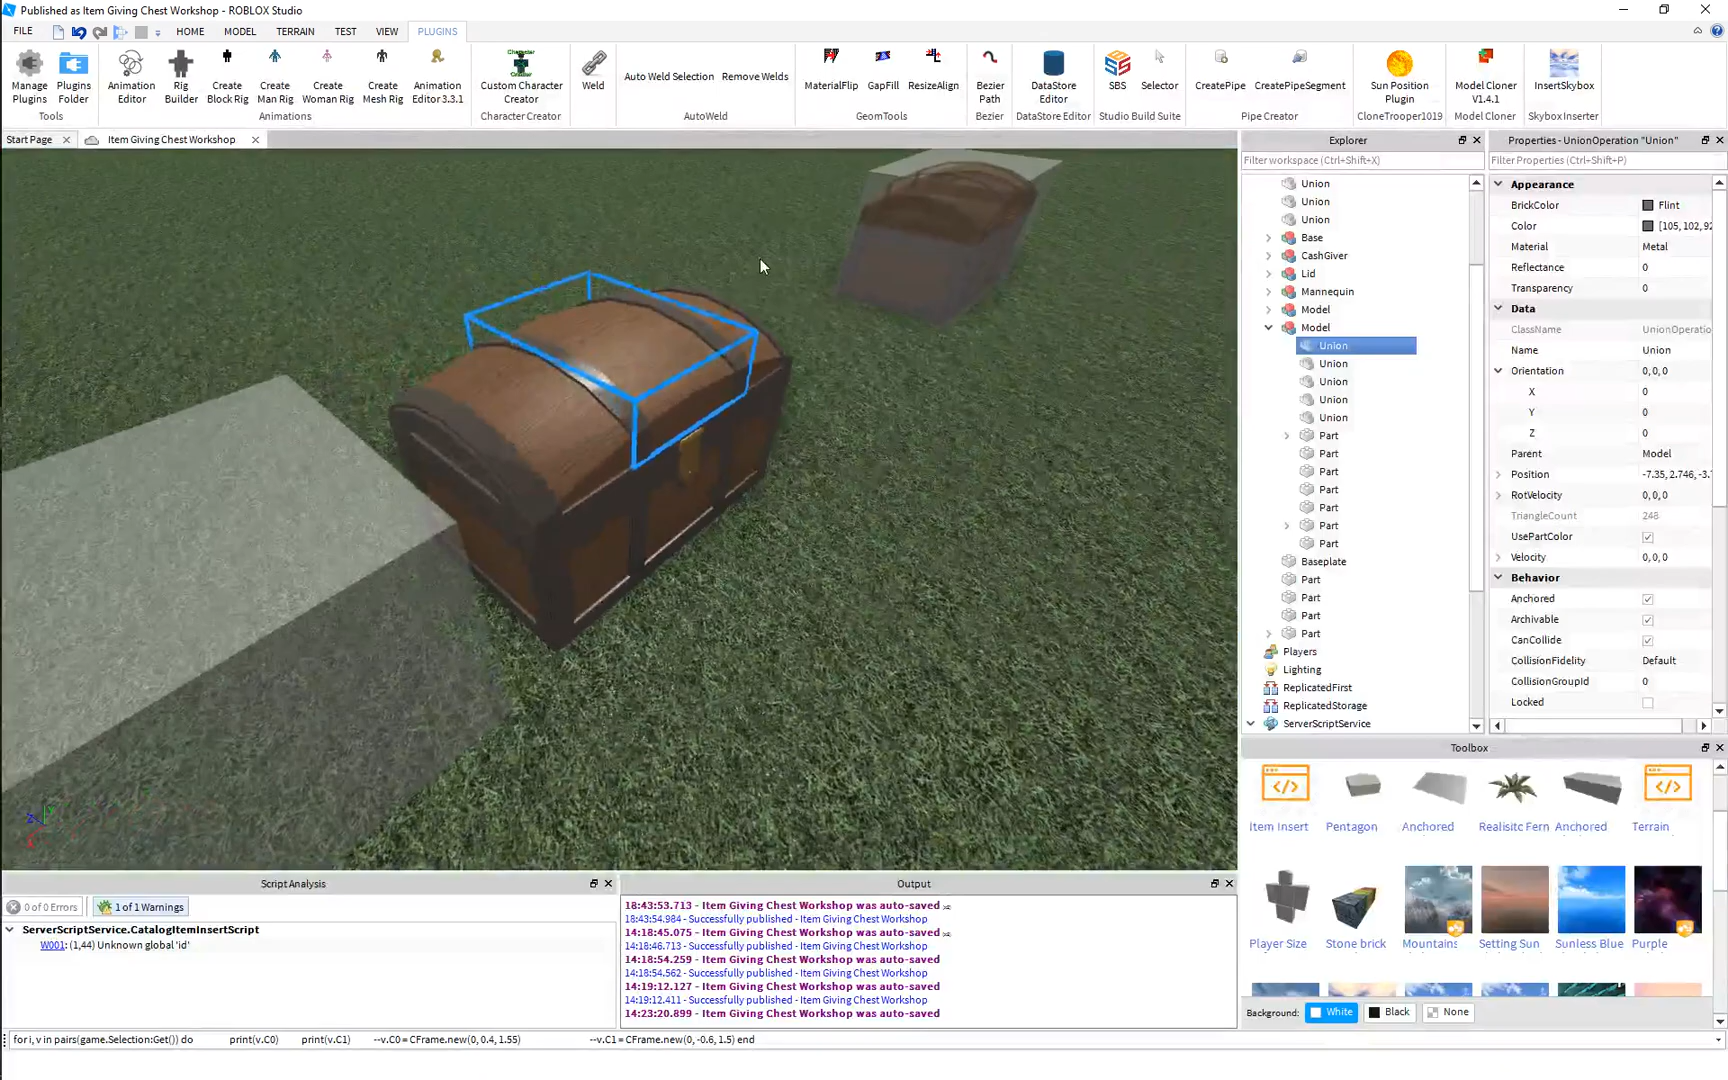 Published as Item Giving Chest Workshop - ROBLOX Studio
FILE HOME MODEL TERRAIN TEST VIEW PLUGINS
Manage Plugins
Plugins Folder
Tools
Animation Editor
Rig Builder
Create Block Rig
Create Man Rig
Create Woman Rig
Create Mesh Rig
Animation Editor 3.3.1
Animations
Custom Character Creator
Character Creator
Weld
Auto Weld Selection
Remove Welds
AutoWeld
MaterialFlip
GapFill
ResizeAlign
GeomTools
Bezier Path
Bezier
DataStore Editor
DataStore Editor
SBS
Selector
Studio Build Suite
CreatePipe
CreatePipeSegment
Pipe Creator
Sun Position Plugin
CloneTrooper1019
Model Cloner V1.4.1
Model Cloner
InsertSkybox
Skybox Inserter
Start Page
Item Giving Chest Workshop
Explorer
Filter workspace (Ctrl+Shift+X)
Union
Union
Union
Base
CashGiver
Lid
Mannequin
Model
Model
Union
Union
Union
Union
Union
Part
Part
Part
Part
Part
Part
Part
Baseplate
Part
Part
Part
Part
Players
Lighting
ReplicatedFirst
ReplicatedStorage
ServerScriptService
Properties - UnionOperation "Union"
Filter Properties (Ctrl+Shift+P)
Appearance
BrickColor Flint
Color [105, 102, 92
Material Metal
Reflectance 0
Transparency 0
Data
ClassName UnionOperatio
Name Union
Orientation 0, 0, 0
X 0
Y 0
Z 0
Parent Model
Position -7.35, 2.746, -3.7
RotVelocity 0, 0, 0
TriangleCount 248
UsePartColor
Velocity 0, 0, 0
Behavior
Anchored
Archivable
CanCollide
CollisionFidelity Default
CollisionGroupId 0
Locked
Toolbox
Item Insert
Pentagon
Anchored
Realisitc Fern
Anchored
Terrain
Player Size
Stone brick
Mountains
Setting Sun
Sunless Blue
Purple
Background: White Black None
Script Analysis
0 of 0 Errors 1 of 1 Warnings
ServerScriptService.CatalogItemInsertScript
W001: (1,44) Unknown global 'id'
Output
18:43:53.713 - Item Giving Chest Workshop was auto-saved
18:43:54.984 - Successfully published - Item Giving Chest Workshop
14:18:45.075 - Item Giving Chest Workshop was auto-saved
14:18:46.713 - Successfully published - Item Giving Chest Workshop
14:18:54.259 - Item Giving Chest Workshop was auto-saved
14:18:54.562 - Successfully published - Item Giving Chest Workshop
14:19:12.127 - Item Giving Chest Workshop was auto-saved
14:19:12.411 - Successfully published - Item Giving Chest Workshop
14:23:20.899 - Item Giving Chest Workshop was auto-saved
for i, v in pairs(game.Selection:Get()) do print(v.C0) print(v.C1) --v.C0 = CFrame.new(0, 0.4, 1.55) --v.C1 = CFrame.new(0, -0.6, 1.5) end